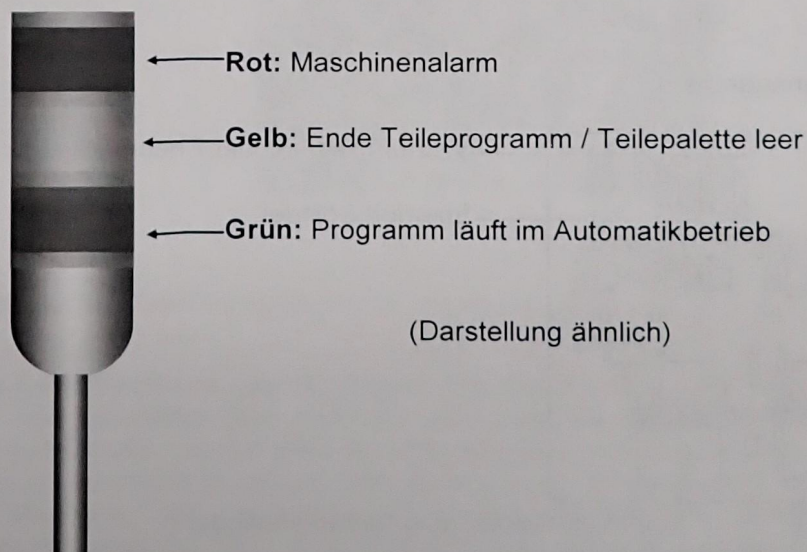 Rot: Maschinenalarm
Gelb: Ende Teileprogramm / Teilepalette leer
Grün: Programm läuft im Automatikbetrieb
(Darstellung ähnlich)